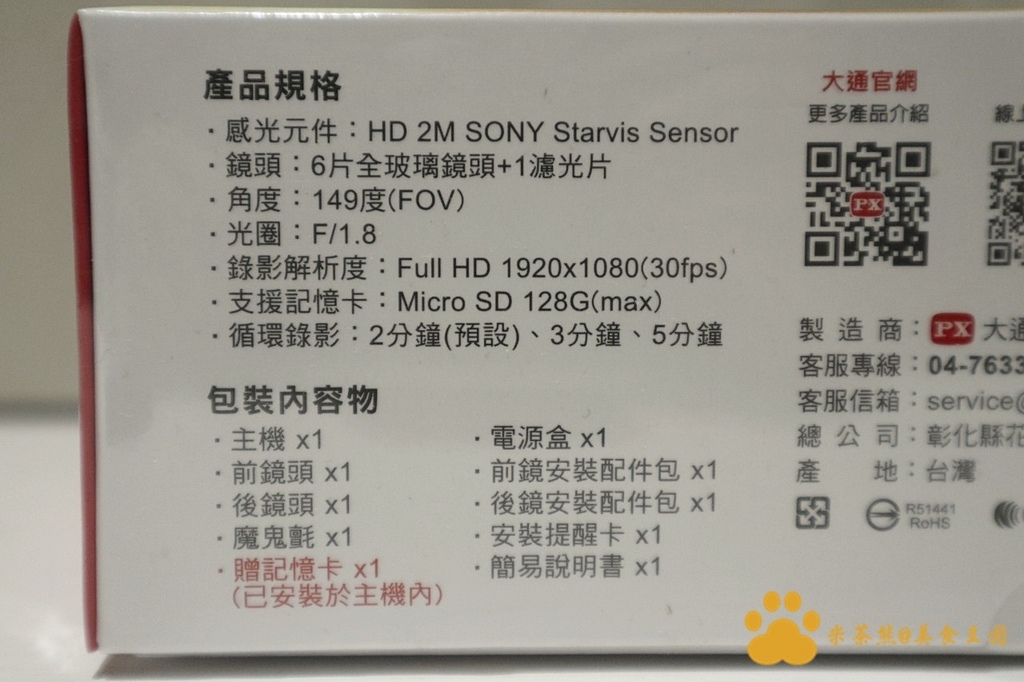 產品規格
·感光元件：HD 2M SONY Starvis Sensor
·鏡頭：6片全玻璃鏡頭+1濾光片
·角度：149度(FOV)
·光圈：F/1.8
·錄影解析度：Full HD 1920x1080(30fps)
·支援記憶卡：Micro SD 128G(max)
·循環錄影：2分鐘(預設)、3分鐘、5分鐘
包裝內容物
·主機 x1
·前鏡頭 x1
·後鏡頭 x1
·魔鬼氈 x1
·贈記憶卡 x1
(已安裝於主機內)
·電源盒 x1
·前鏡安裝配件包 x1
·後鏡安裝配件包 x1
·安裝提醒卡 x1
·簡易說明書 x1
大通官網
更多產品介紹
線上
PX
製 造 商：PX 大通
客服專線：04-7633
客服信箱：service@
總 公 司：彰化縣花
產 地：台灣
R51441
RoHS
米茶熊@美食主廚